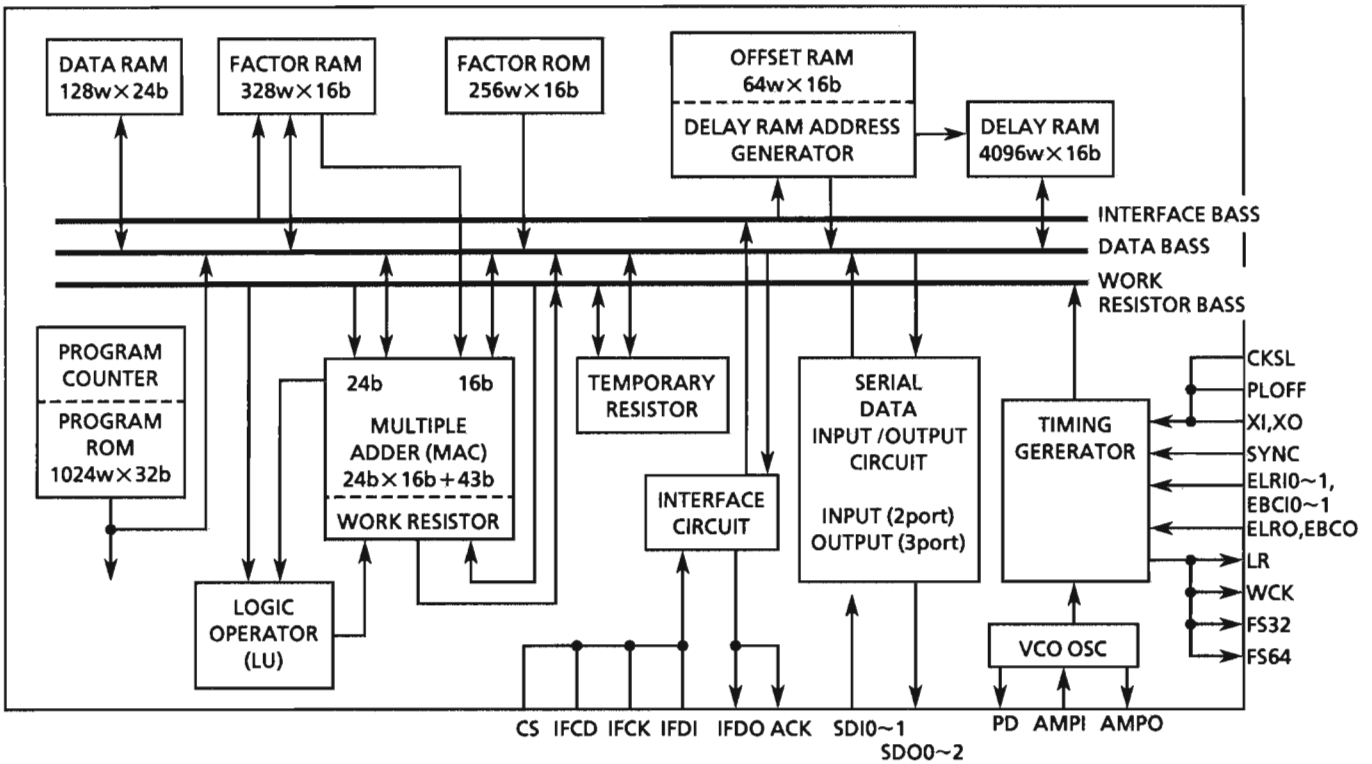 DATA RAM
128w×24b
FACTOR RAM
328w×16b
FACTOR ROM
256w×16b
OFFSET RAM
64w×16b
DELAY RAM ADDRESS
GENERATOR
DELAY RAM
4096w×16b
INTERFACE BASS
DATA BASS
WORK
RESISTOR BASS
PROGRAM
COUNTER
PROGRAM
ROM
1024w×32b
24b 16b
MULTIPLE
ADDER (MAC)
24b×16b+43b
WORK RESISTOR
LOGIC
OPERATOR
(LU)
TEMPORARY
RESISTOR
INTERFACE
CIRCUIT
SERIAL
DATA
INPUT /OUTPUT
CIRCUIT
INPUT (2port)
OUTPUT (3port)
TIMING
GERERATOR
VCO OSC
CKSL
PLOFF
XI,XO
SYNC
ELRI0~1,
EBCI0~1
ELRO,EBCO
LR
WCK
FS32
FS64
CS IFCD IFCK IFDI IFDO ACK SDI0~1
SDO0~2
PD AMPI AMPO